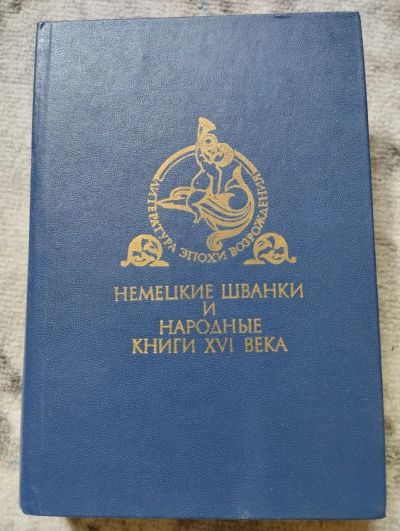 ЛИТЕРАТУРА ЭПОХИ ВОЗРОЖДЕНИЯ
НЕМЕЦКИЕ ШВАНКИ
И
НАРОДНЫЕ
КНИГИ XVI ВЕКА